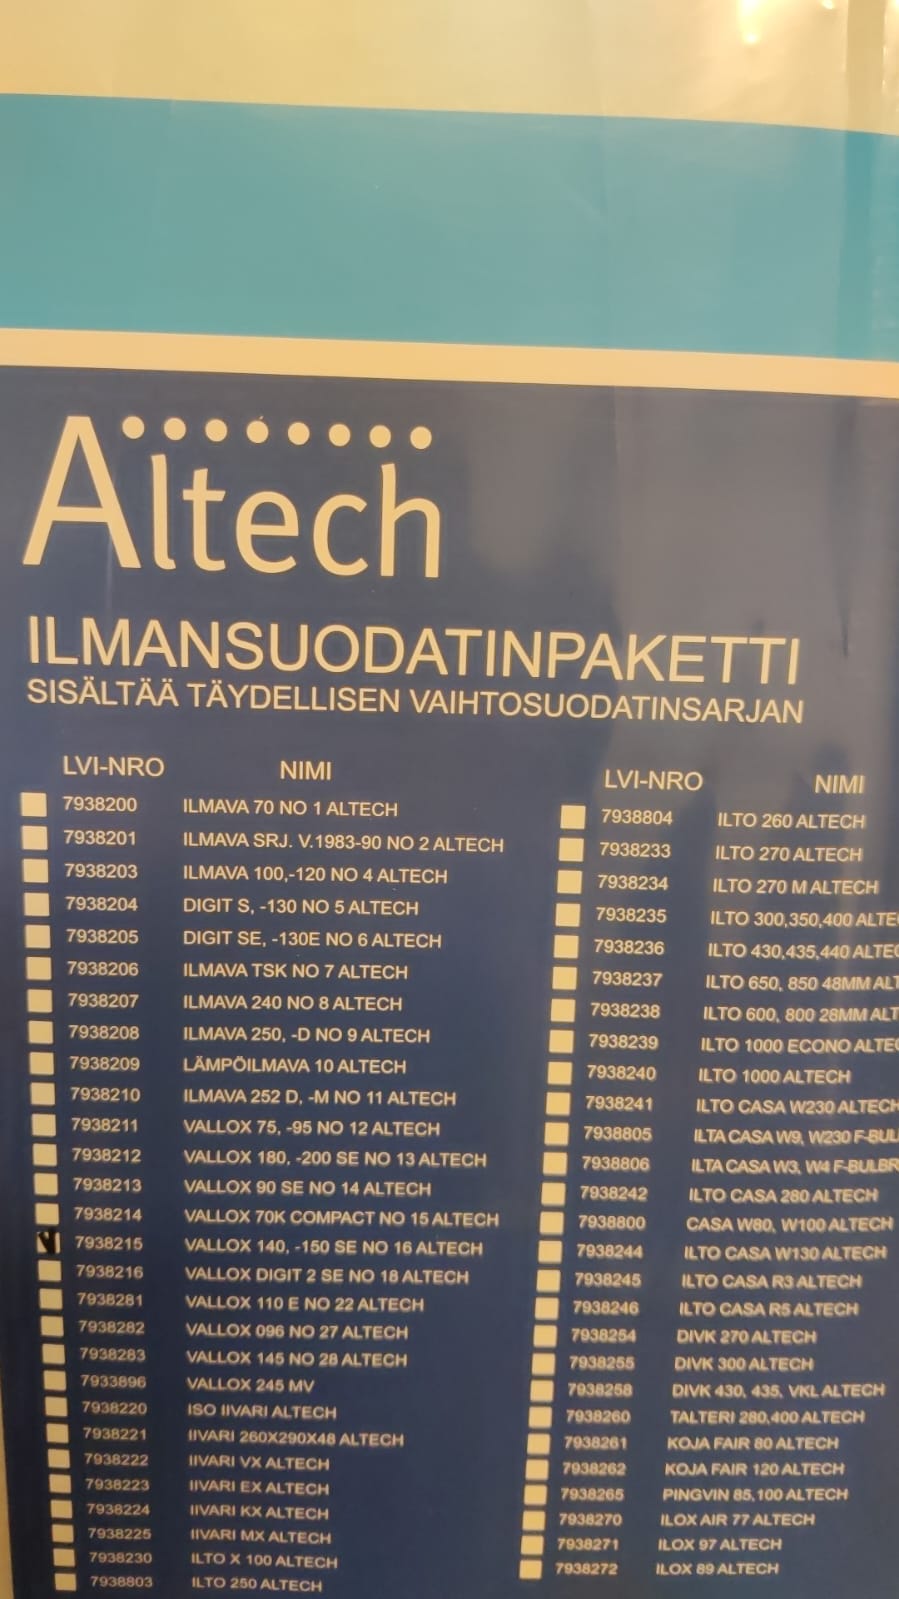 Altech
ILMANSUODATINPAKETTI
SISÄLTÄÄ TÄYDELLISEN VAIHTOSUODATINSARJAN
LVI-NRO NIMI
7938200 ILMAVA 70 NO 1 ALTECH
7938201 ILMAVA SRJ. V.1983-90 NO 2 ALTECH
7938203 ILMAVA 100,-120 NO 4 ALTECH
7938204 DIGIT S, -130 NO 5 ALTECH
7938205 DIGIT SE, -130E NO 6 ALTECH
7938206 ILMAVA TSK NO 7 ALTECH
7938207 ILMAVA 240 NO 8 ALTECH
7938208 ILMAVA 250, -D NO 9 ALTECH
7938209 LÄMPÖILMAVA 10 ALTECH
7938210 ILMAVA 252 D, -M NO 11 ALTECH
7938211 VALLOX 75, -95 NO 12 ALTECH
7938212 VALLOX 180, -200 SE NO 13 ALTECH
7938213 VALLOX 90 SE NO 14 ALTECH
7938214 VALLOX 70K COMPACT NO 15 ALTECH
7938215 VALLOX 140, -150 SE NO 16 ALTECH
7938216 VALLOX DIGIT 2 SE NO 18 ALTECH
7938281 VALLOX 110 E NO 22 ALTECH
7938282 VALLOX 096 NO 27 ALTECH
7938283 VALLOX 145 NO 28 ALTECH
7933896 VALLOX 245 MV
7938220 ISO IIVARI ALTECH
7938221 IIVARI 260X290X48 ALTECH
7938222 IIVARI VX ALTECH
7938223 IIVARI EX ALTECH
7938224 IIVARI KX ALTECH
7938225 IIVARI MX ALTECH
7938230 ILTO X 100 ALTECH
7938803 ILTO 250 ALTECH
LVI-NRO NIMI
7938804 ILTO 260 ALTECH
7938233 ILTO 270 ALTECH
7938234 ILTO 270 M ALTECH
7938235 ILTO 300,350,400 ALTE
7938236 ILTO 430,435,440 ALTEC
7938237 ILTO 650, 850 48MM ALT
7938238 ILTO 600, 800 28MM ALT
7938239 ILTO 1000 ECONO ALTEC
7938240 ILTO 1000 ALTECH
7938241 ILTO CASA W230 ALTECH
7938805 ILTA CASA W9, W230 F-BUL
7938806 ILTA CASA W3, W4 F-BULBR
7938242 ILTO CASA 280 ALTECH
7938800 CASA W80, W100 ALTECH
7938244 ILTO CASA W130 ALTECH
7938245 ILTO CASA R3 ALTECH
7938246 ILTO CASA R5 ALTECH
7938254 DIVK 270 ALTECH
7938255 DIVK 300 ALTECH
7938258 DIVK 430, 435, VKL ALTECH
7938260 TALTERI 280,400 ALTECH
7938261 KOJA FAIR 80 ALTECH
7938262 KOJA FAIR 120 ALTECH
7938265 PINGVIN 85,100 ALTECH
7938270 ILOX AIR 77 ALTECH
7938271 ILOX 97 ALTECH
7938272 ILOX 89 ALTECH